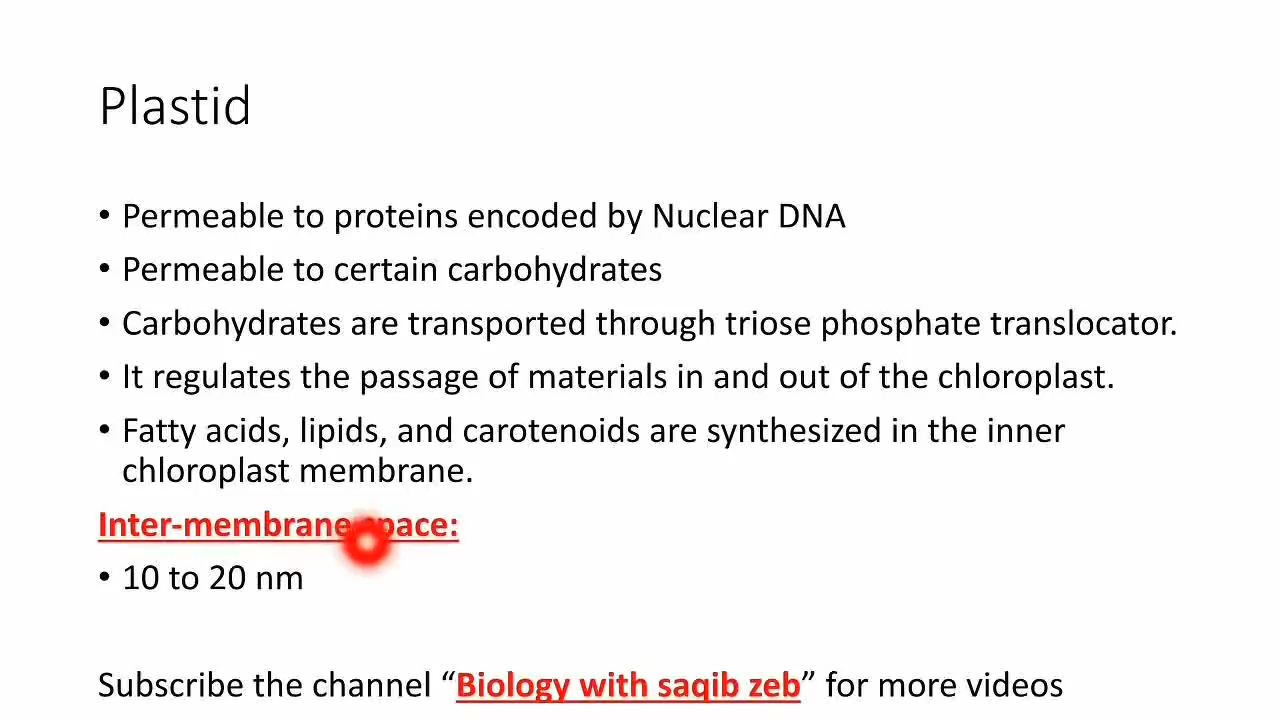 Plastid
• Permeable to proteins encoded by Nuclear DNA
• Permeable to certain carbohydrates
• Carbohydrates are transported through triose phosphate translocator.
• It regulates the passage of materials in and out of the chloroplast.
• Fatty acids, lipids, and carotenoids are synthesized in the inner
chloroplast membrane.
Inter-membrane space:
• 10 to 20 nm
Subscribe the channel “Biology with saqib zeb” for more videos